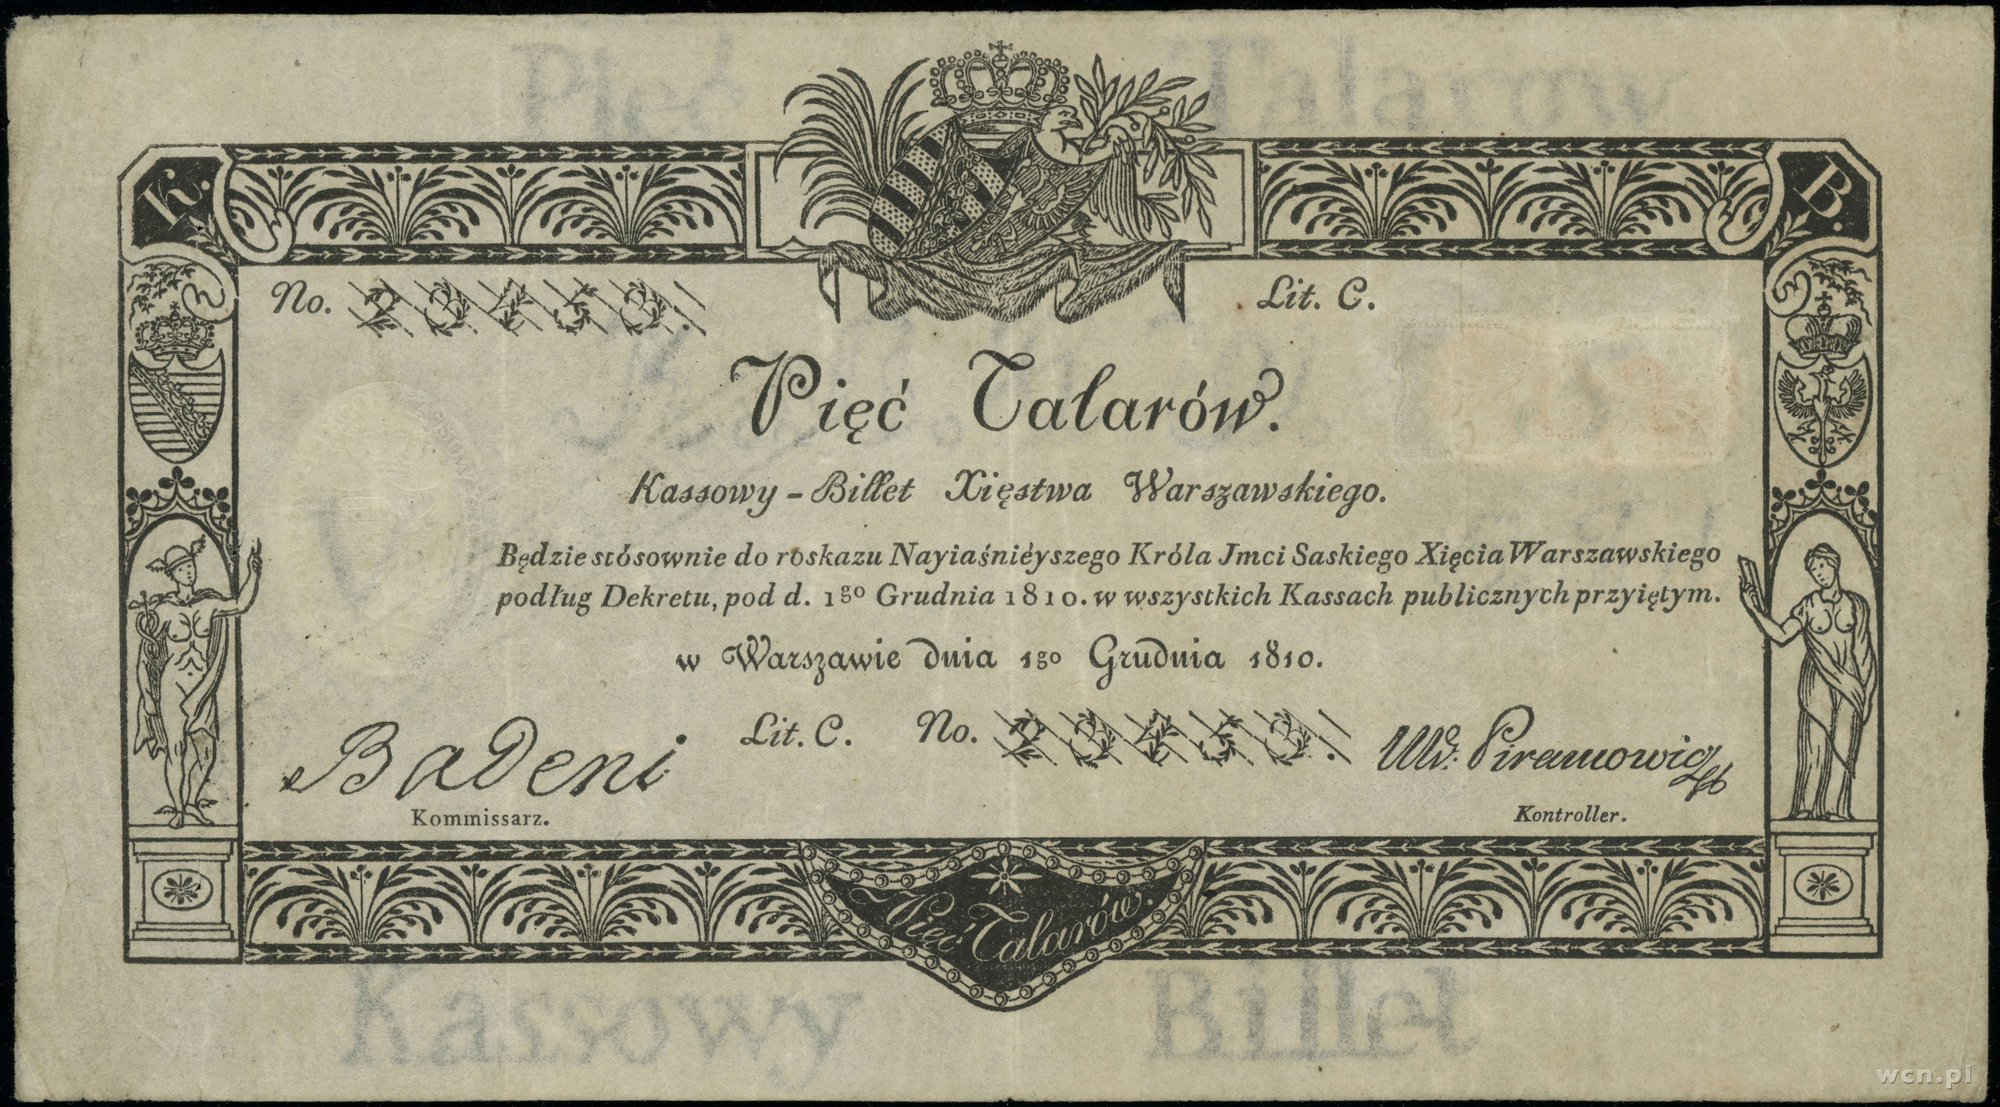 Pięć Talarow
K. B.
No. 23453. Lit. C.
Pięć Talarów.
Kassowy-Billet Xięstwa Warszawskiego.
Będzie stósownie do roskazu Nayiaśnieyszego Króla Jmci Saskiego Xięcia Warszawskiego
podług Dekretu, pod d. 1go Grudnia 1810. w wszystkich Kassach publicznych przyiętym.
w Warszawie dnia 1go Grudnia 1810.
Badeni Lit. C. No. 23453. Piramowicz
Kommissarz. Kontroller.
Pięć Talarów.
Kassowy Billet
wcn.pl